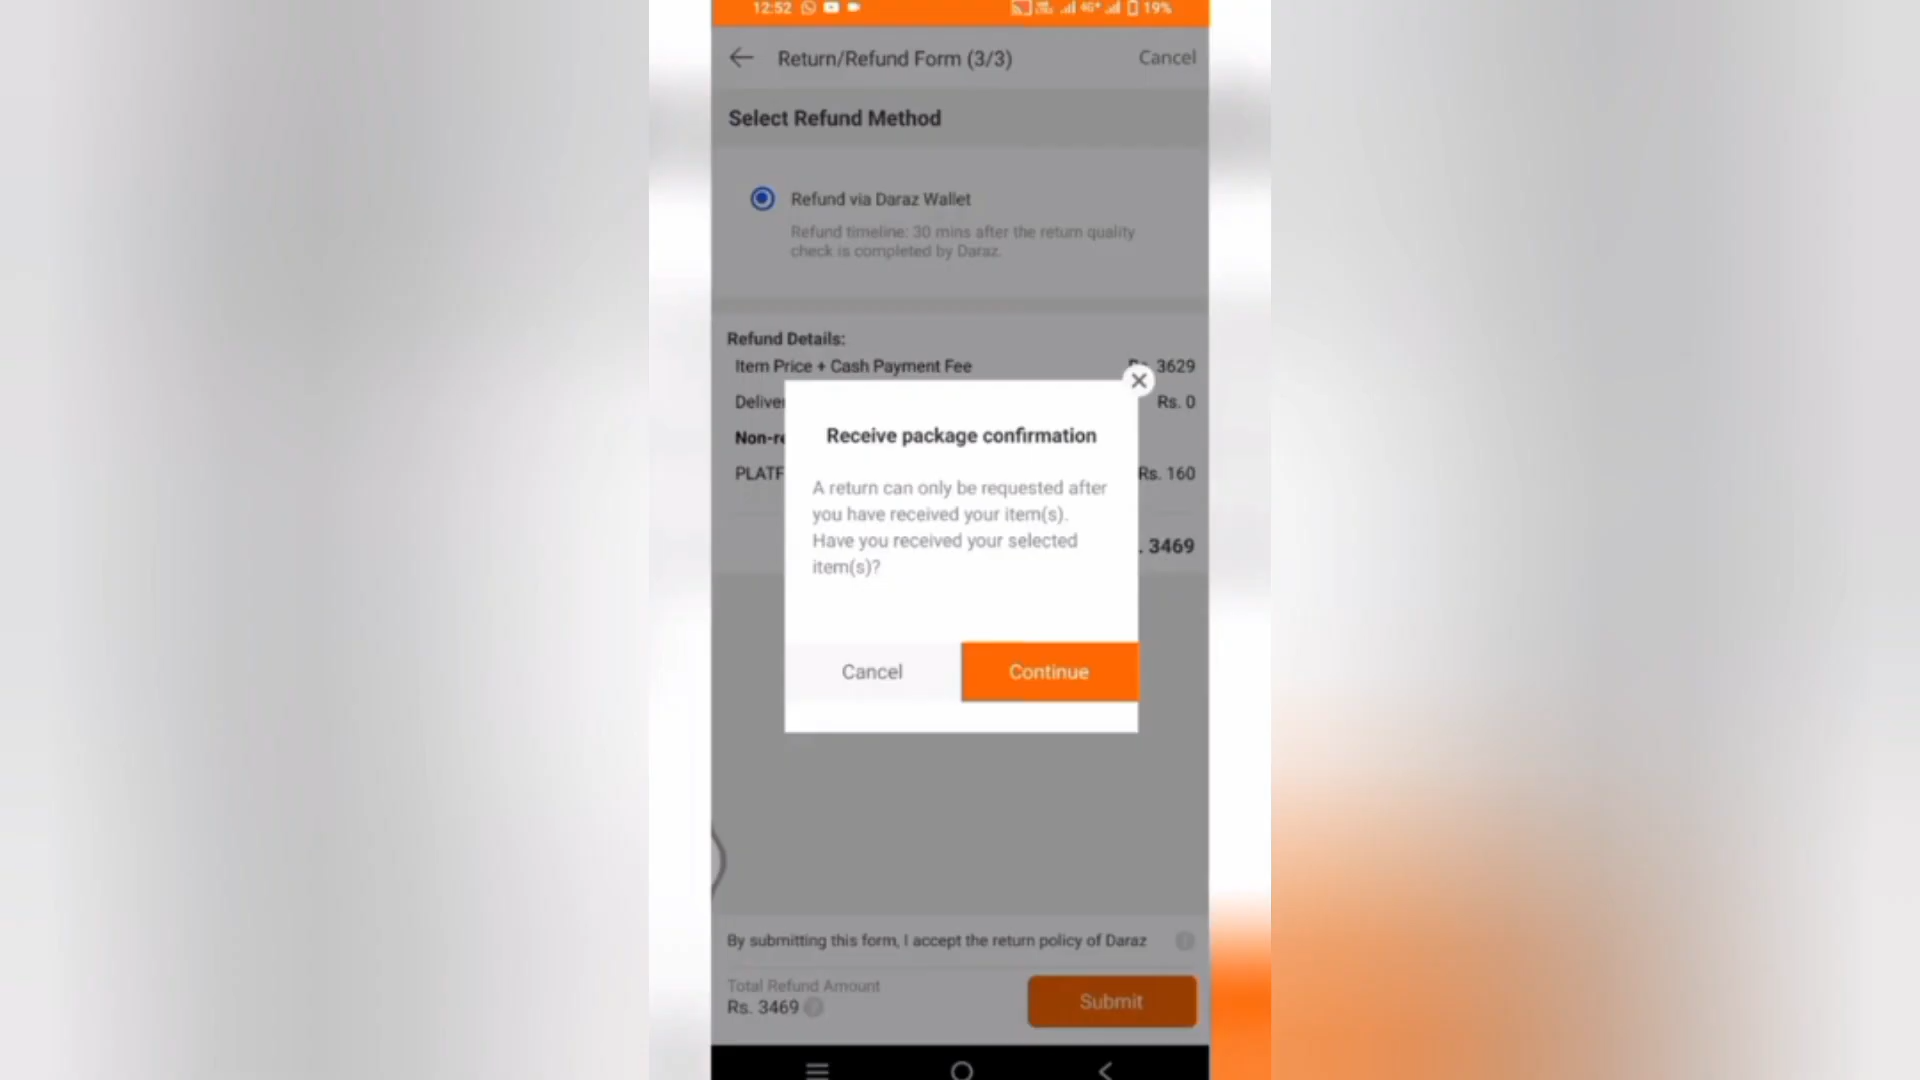 12:52 4G+ 19%
Return/Refund Form (3/3) Cancel
Select Refund Method
Refund via Daraz Wallet
Refund timeline: 30 mins after the return quality
check is completed by Daraz.
Refund Details:
Item Price + Cash Payment Fee 3629
Rs. 0
Receive package confirmation
Rs. 160
A return can only be requested after
you have received your item(s).
Have you received your selected
item(s)?
. 3469
Cancel Continue
By submitting this form, I accept the return policy of Daraz
Total Refund Amount
Rs. 3469
Submit